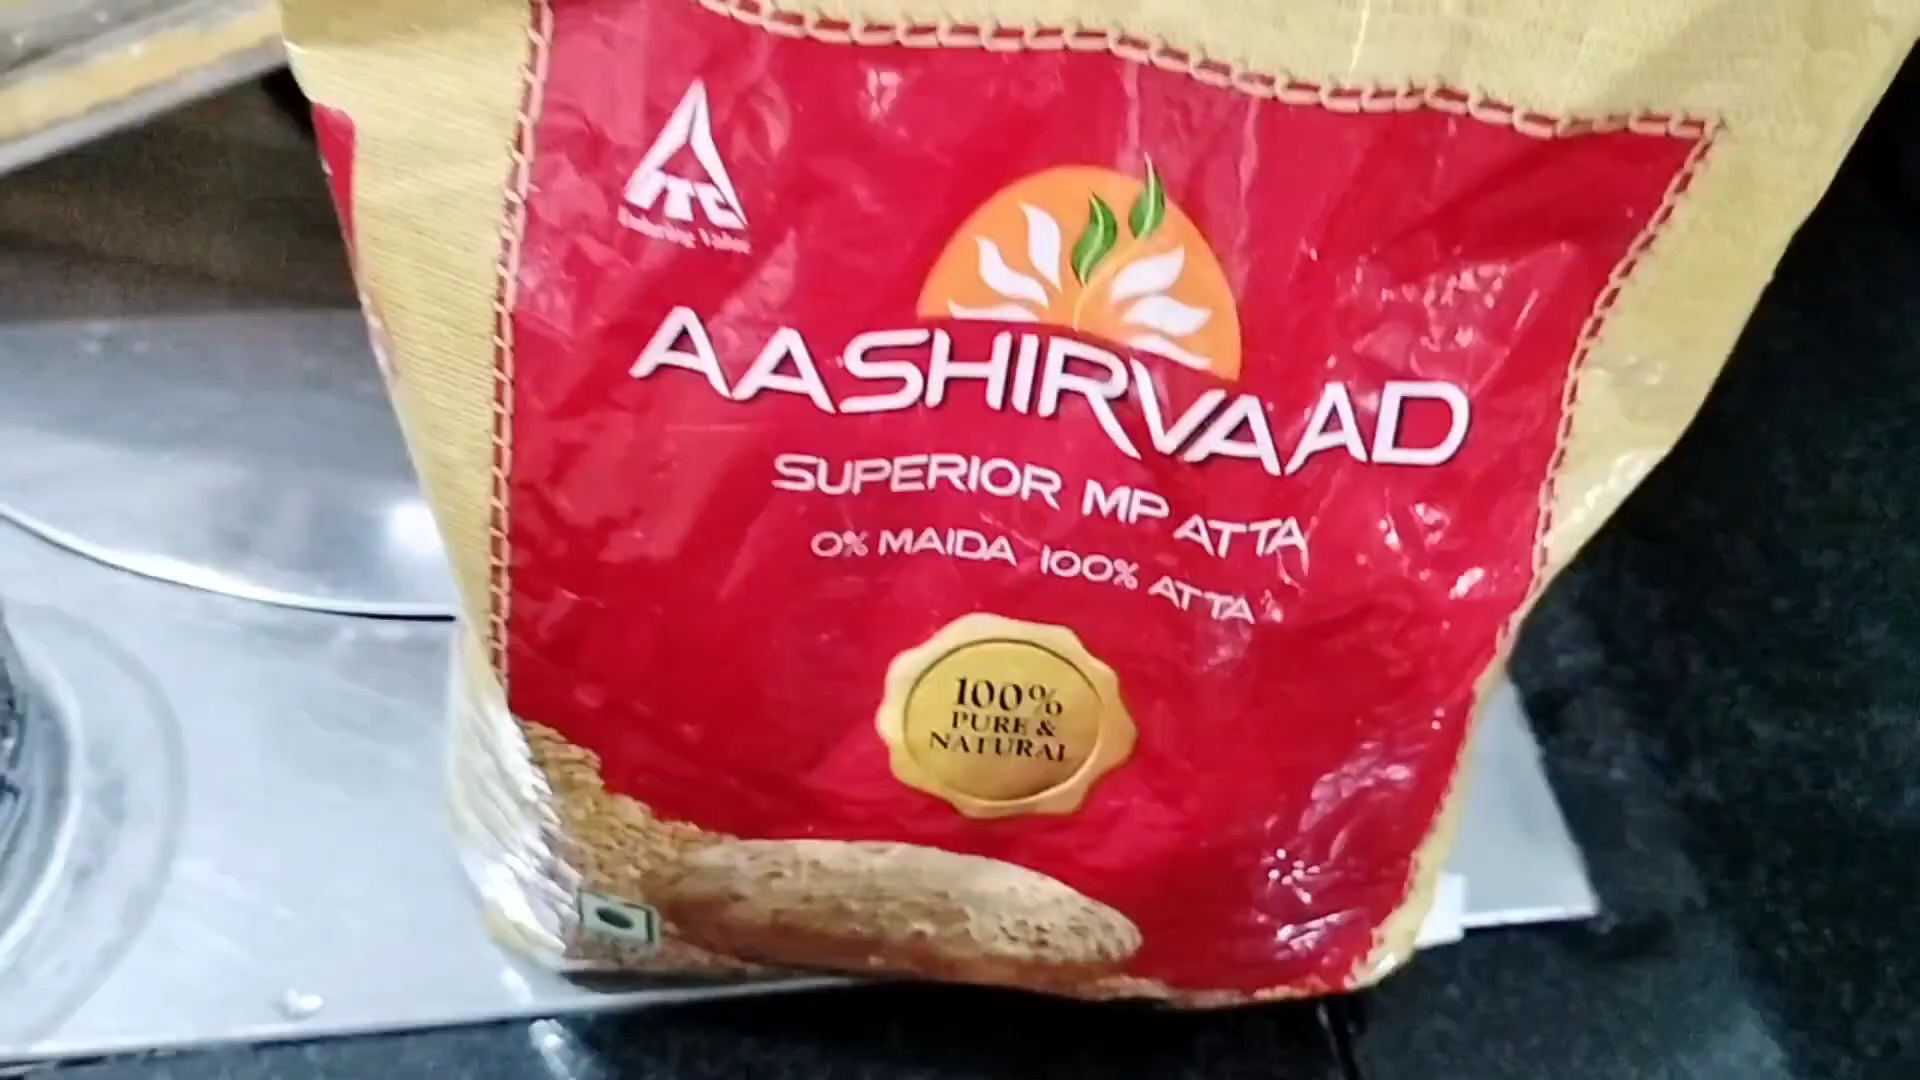 ITC
AASHIRVAAD
SUPERIOR MP ATTA
0% MAIDA 100% ATTA
100%
PURE &
NATURAL